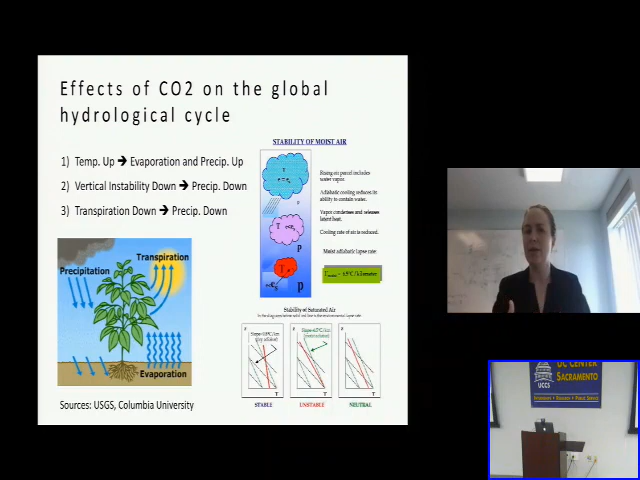 Effects of CO2 on the global
hydrological cycle
1) Temp. Up → Evaporation and Precip. Up
2) Vertical Instability Down → Precip. Down
3) Transpiration Down → Precip. Down
Precipitation
Transpiration
Evaporation
Sources: USGS, Columbia University
STABILITY OF MOIST AIR
Rising air parcel includes
water vapor.
Adiabatic cooling reduces its
ability to contain water.
Vapor condenses and releases
latent heat.
Cooling rate of air is reduced.
Moist adiabatic lapse rate:
P
P
Stability of Saturated Air
STABLE
UNSTABLE
NEUTRAL
UC CENTER
SACRAMENTO
UCCS